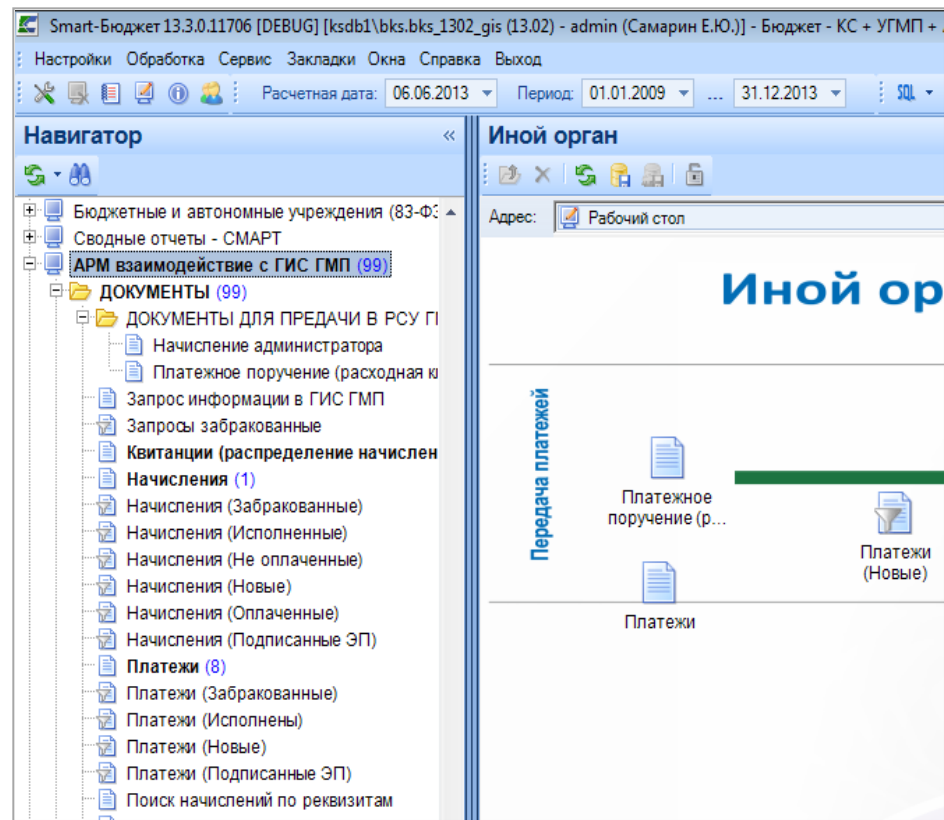 Smart-Бюджет 13.3.0.11706 [DEBUG] [ksdb1\bks.bks_1302_gis (13.02) - admin (Самарин Е.Ю.)] - Бюджет - КС + УГМП +
Настройки Обработка Сервис Закладки Окна Справка Выход
Расчетная дата: 06.06.2013 Период: 01.01.2009 ... 31.12.2013 SQL
Навигатор «
Иной орган
Бюджетные и автономные учреждения (83-ФЗ
Адрес: Рабочий стол
Сводные отчеты - СМАРТ
АРМ взаимодействие с ГИС ГМП (99)
ДОКУМЕНТЫ (99)
ДОКУМЕНТЫ ДЛЯ ПРЕДАЧИ В РСУ ГI
Начисление администратора
Платежное поручение (расходная к
Запрос информации в ГИС ГМП
Запросы забракованные
Квитанции (распределение начислен
Начисления (1)
Начисления (Забракованные)
Начисления (Исполненные)
Начисления (Не оплаченные)
Начисления (Новые)
Начисления (Оплаченные)
Начисления (Подписанные ЭП)
Платежи (8)
Платежи (Забракованные)
Платежи (Исполнены)
Платежи (Новые)
Платежи (Подписанные ЭП)
Поиск начислений по реквизитам
Иной ор
Передача платежей
Платежное
поручение (р...
Платежи
(Новые)
Платежи